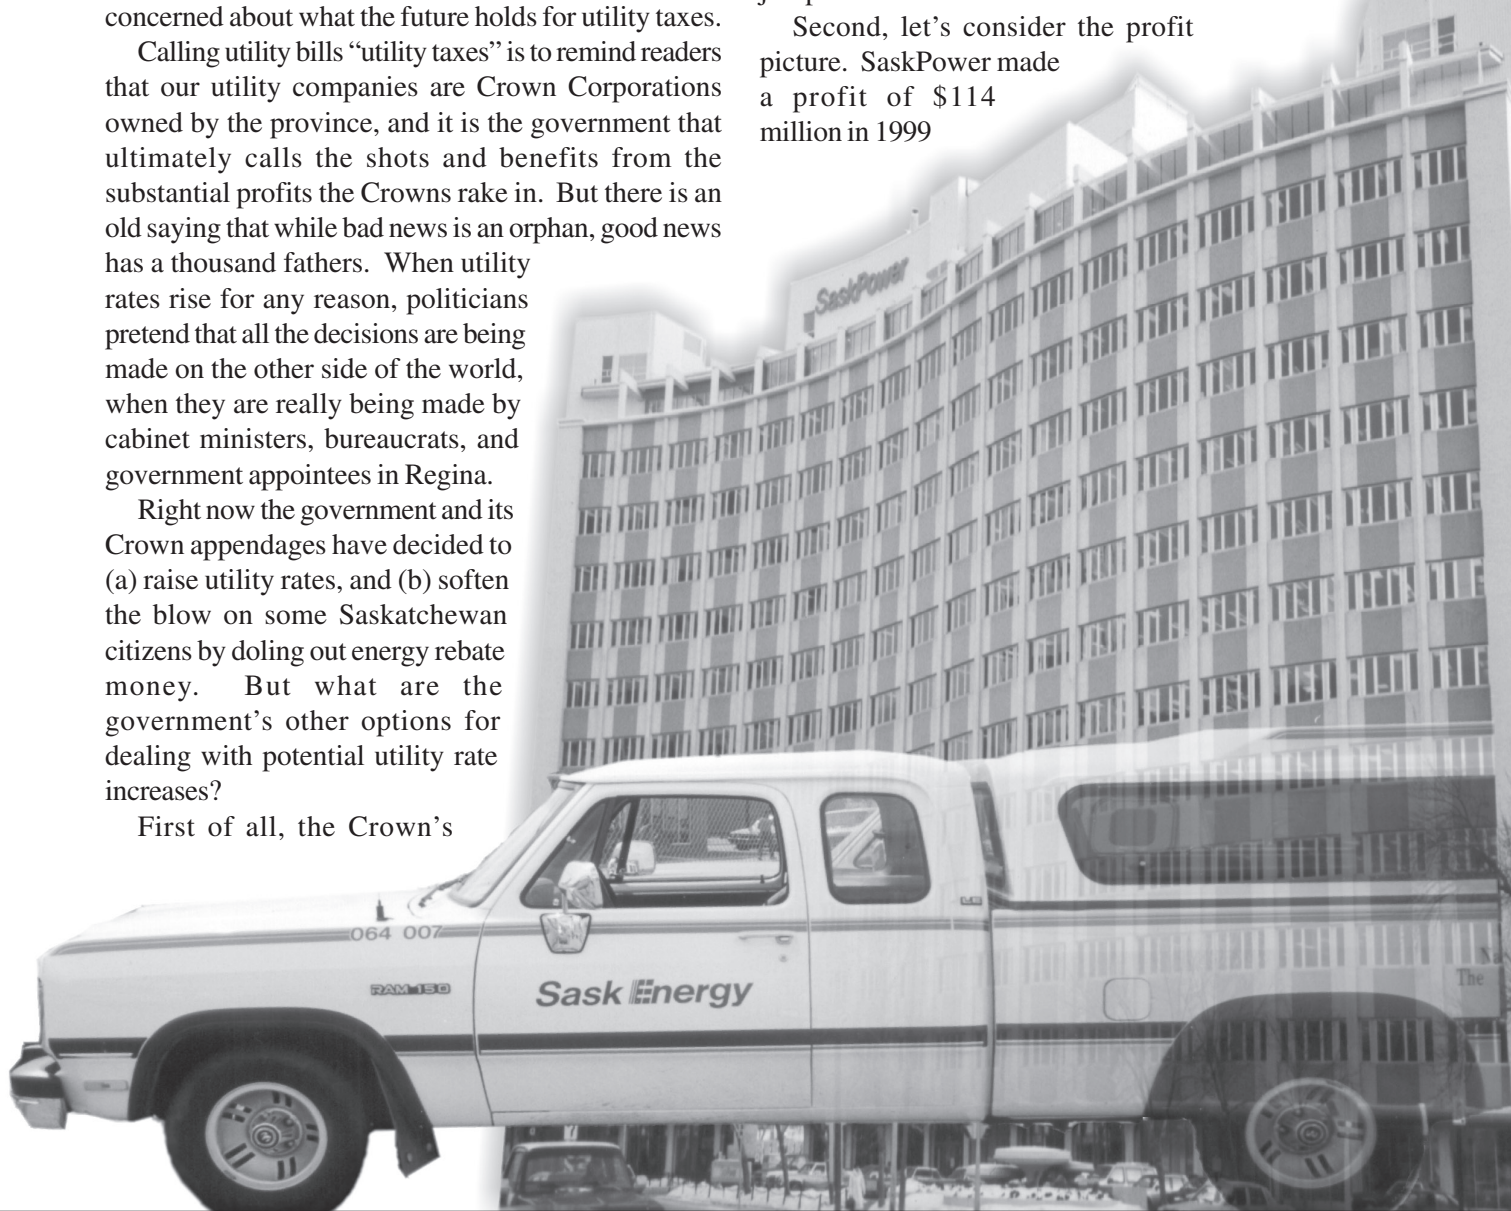 concerned about what the future holds for utility taxes.
Calling utility bills “utility taxes” is to remind readers
that our utility companies are Crown Corporations
owned by the province, and it is the government that
ultimately calls the shots and benefits from the
substantial profits the Crowns rake in. But there is an
old saying that while bad news is an orphan, good news
has a thousand fathers. When utility
rates rise for any reason, politicians
pretend that all the decisions are being
made on the other side of the world,
when they are really being made by
cabinet ministers, bureaucrats, and
government appointees in Regina.
Right now the government and its
Crown appendages have decided to
(a) raise utility rates, and (b) soften
the blow on some Saskatchewan
citizens by doling out energy rebate
money. But what are the
government’s other options for
dealing with potential utility rate
increases?
First of all, the Crown’s
Second, let’s consider the profit
picture. SaskPower made
a profit of $114
million in 1999
SaskPower
064 007
RAM 150
Sask Energy
LE
The